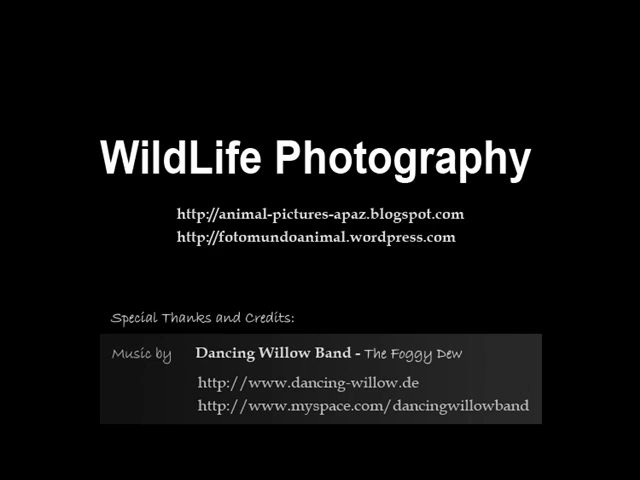 WildLife Photography
http://animal-pictures-apaz.blogspot.com
http://fotomundoanimal.wordpress.com
Special Thanks and Credits:
Music by Dancing Willow Band - The Foggy Dew
http://www.dancing-willow.de
http://www.myspace.com/dancingwillowband